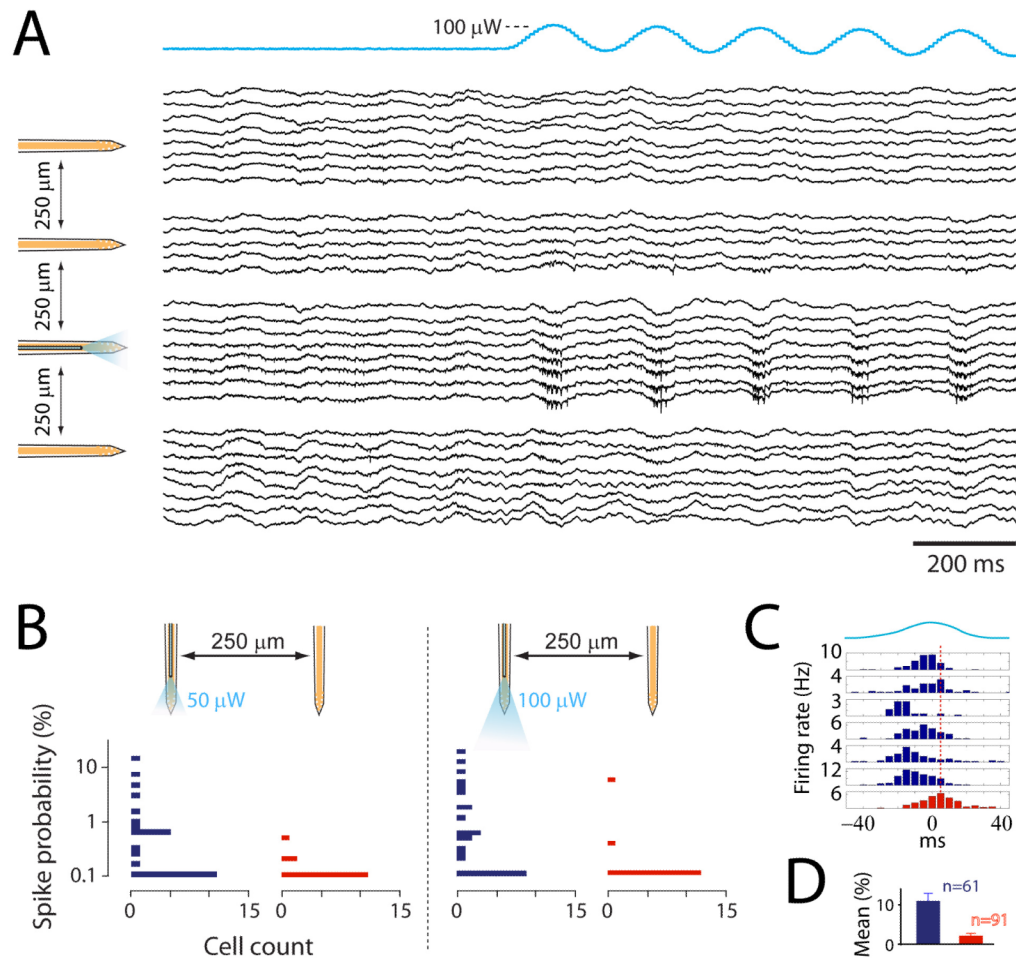 A
100 µW
250 µm
250 µm
250 µm
200 ms
B
250 µm
50 µW
250 µm
100 µW
Spike probability (%)
10
1
0.1
0 15
0 15
0 15
0 15
Cell count
C
Firing rate (Hz)
10
4
3
6
4
12
6
−40 0 40
ms
D
Mean (%)
10
0
n=61
n=91